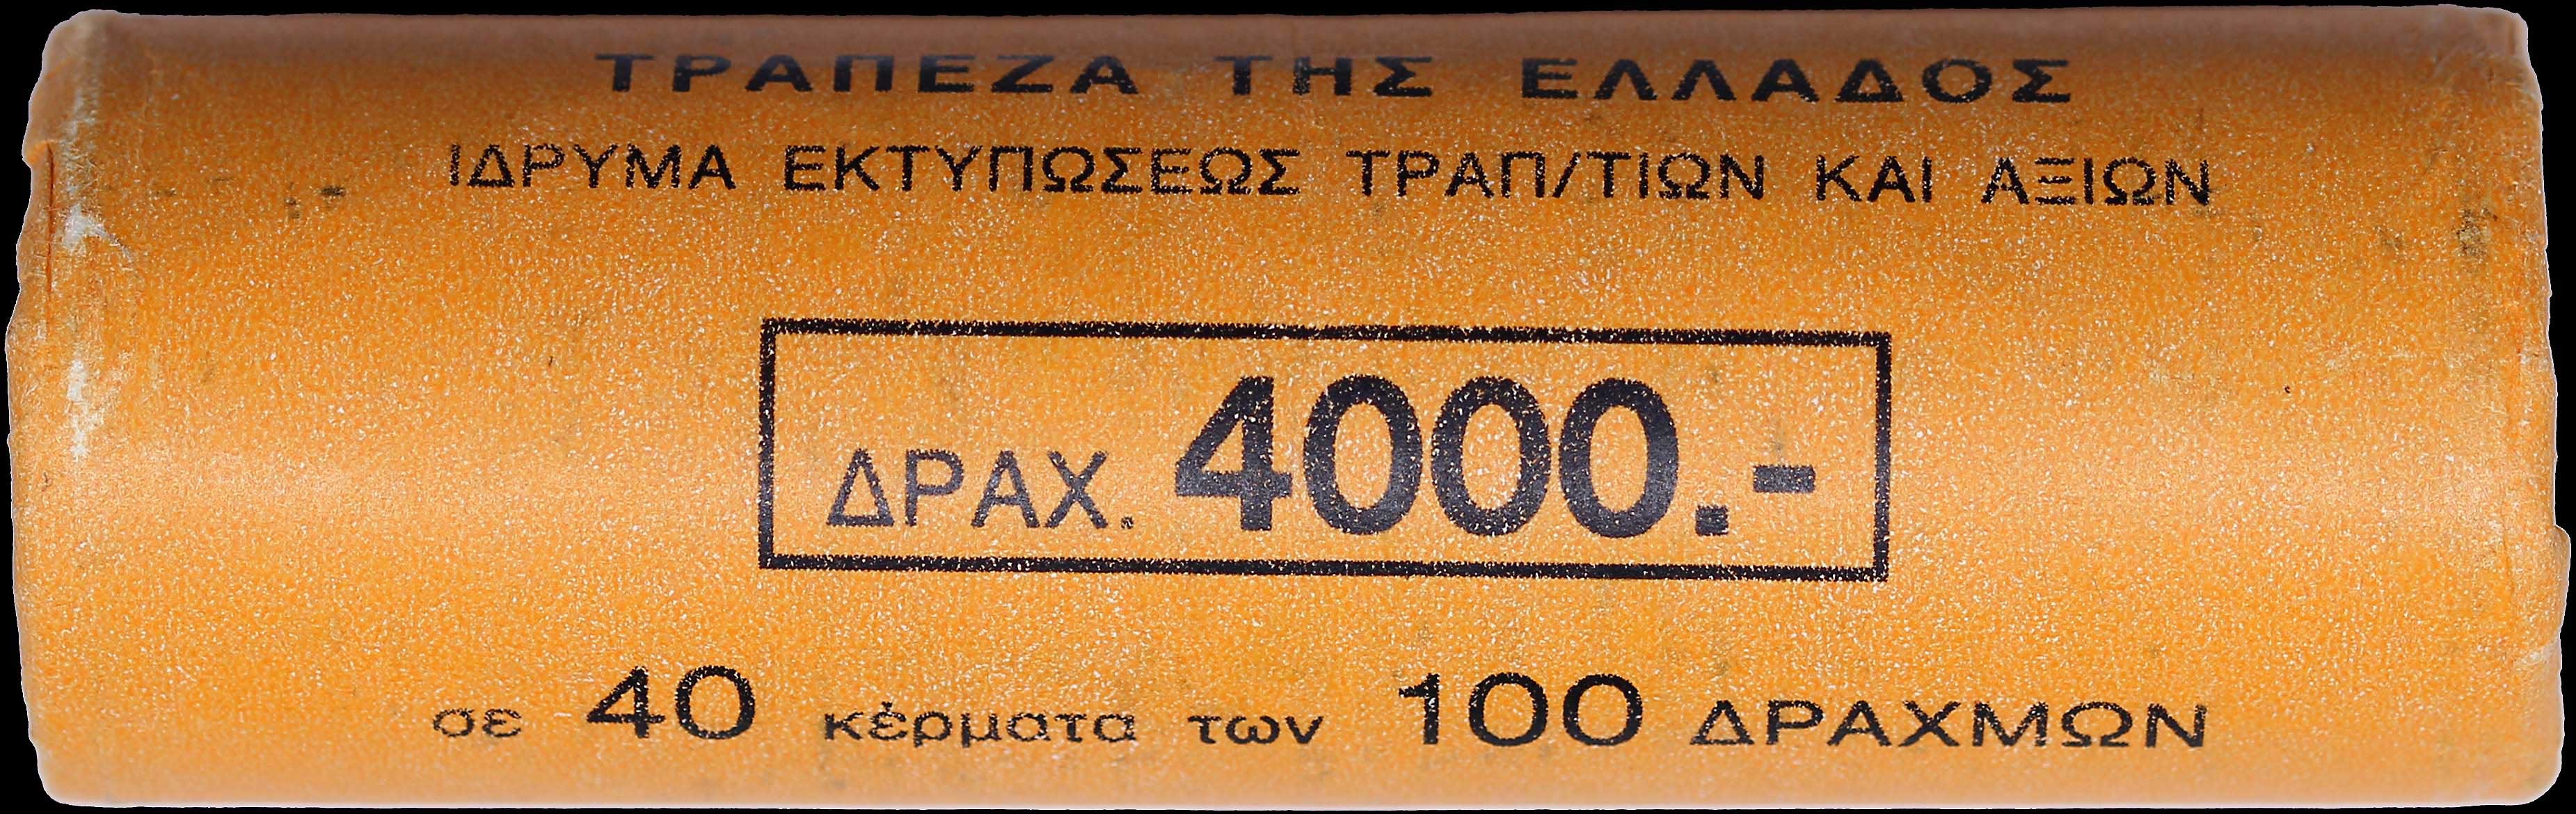 ΤΡΑΠΕΖΑ ΤΗΣ ΕΛΛΑΔΟΣ
ΙΔΡΥΜΑ ΕΚΤΥΠΩΣΕΩΣ ΤΡΑΠ/ΤΙΩΝ ΚΑΙ ΑΞΙΩΝ
ΔΡΑΧ. 4000.-
σε 40 κέρματα των 100 ΔΡΑΧΜΩΝ